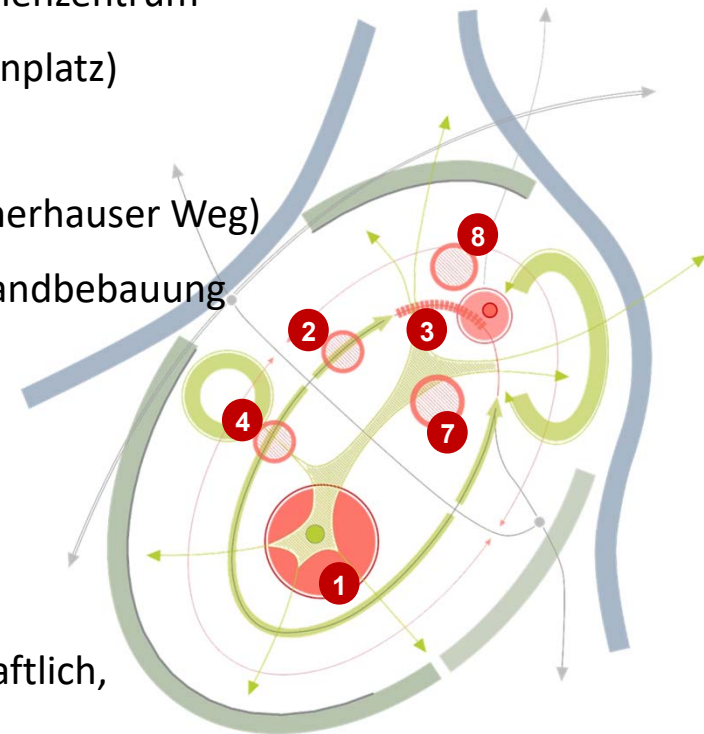 nenzentrum
nplatz)
nerhauser Weg)
andbebauung
8
2
3
4
7
1
aftlich,